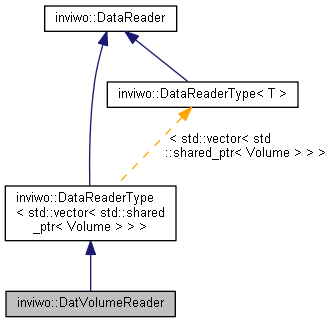 inviwo::DataReader
inviwo::DataReaderType< T >
< std::vector< std
::shared_ptr< Volume > > >
inviwo::DataReaderType
< std::vector< std::shared
_ptr< Volume > > >
inviwo::DatVolumeReader